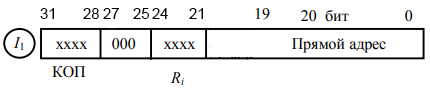 31 28 27 25 24 21 19 20 бит 0
I₁ xxxx 000 xxxx Прямой адрес
КОП Rᵢ